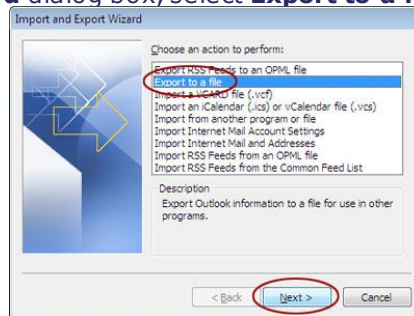 dialog box, select Export to a
Import and Export Wizard
Choose an action to perform:
Export RSS Feeds to an OPML file
Export to a file
Import a VCARD file (.vcf)
Import an iCalendar (.ics) or vCalendar file (.vcs)
Import from another program or file
Import Internet Mail Account Settings
Import Internet Mail and Addresses
Import RSS Feeds from an OPML file
Import RSS Feeds from the Common Feed List
Description
Export Outlook information to a file for use in other
programs.
< Back Next > Cancel